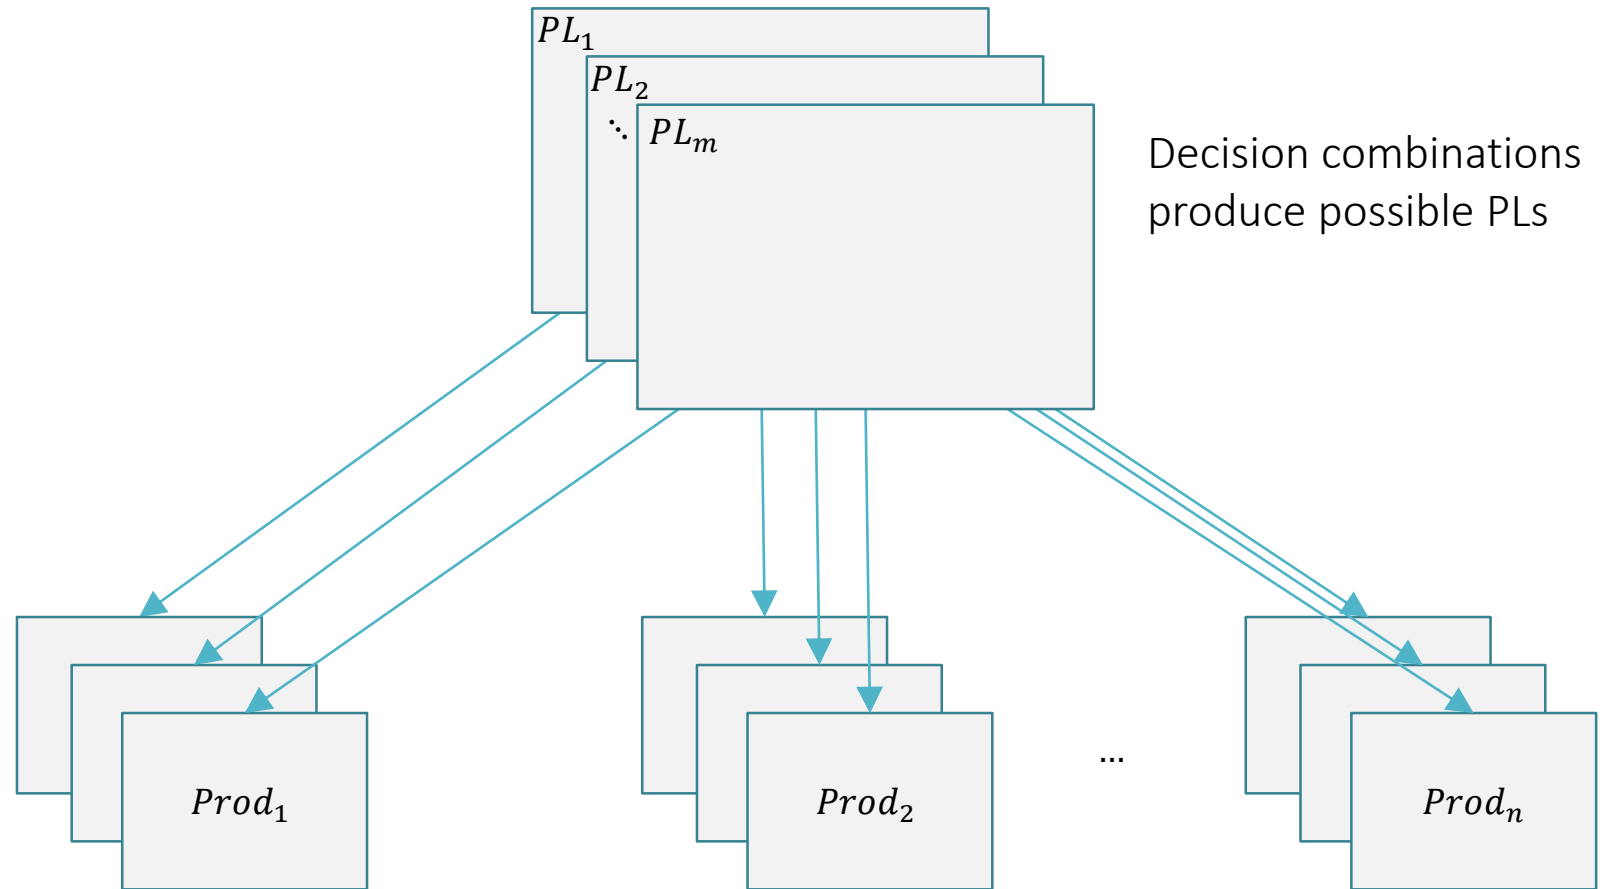 PL₁
PL₂
⋱ PLₘ
Decision combinations
produce possible PLs
...
Prod₁
Prod₂
Prodₙ